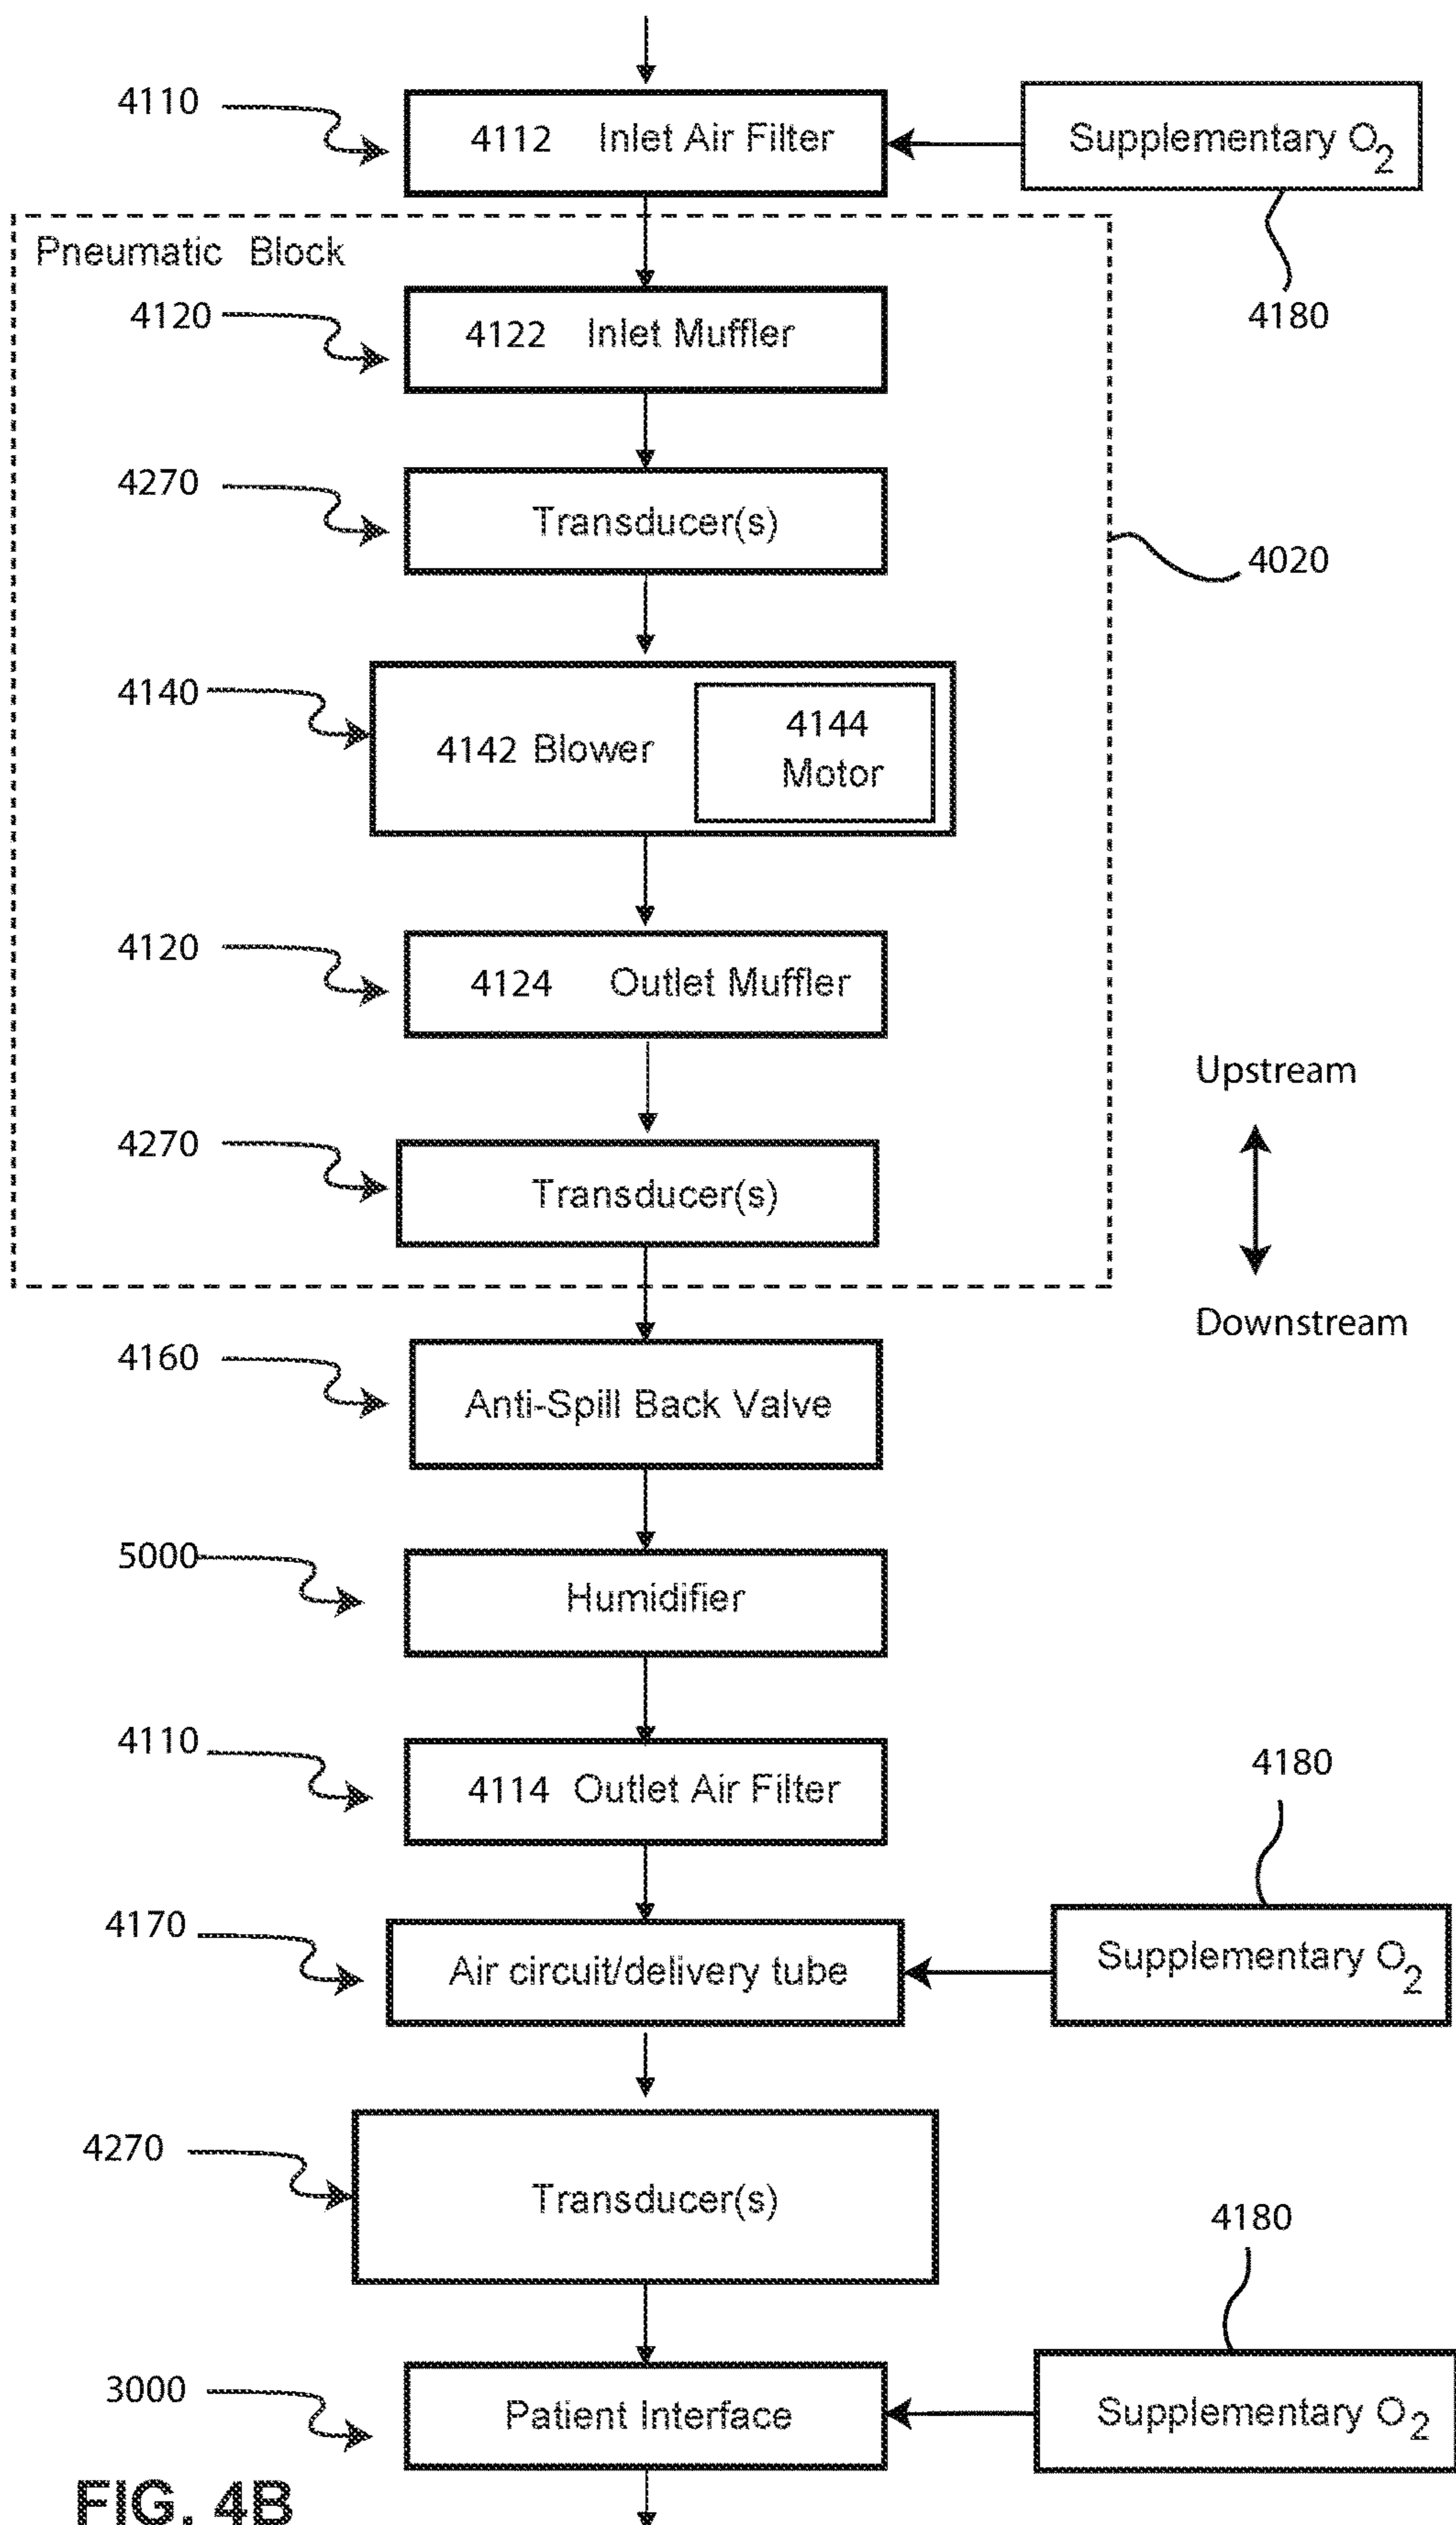 4110
4112 Inlet Air Filter
Supplementary O2
Pneumatic Block
4180
4120
4122 Inlet Muffler
4270
Transducer(s)
4020
4140
4142 Blower
4144
Motor
4120
4124 Outlet Muffler
Upstream
4270
Transducer(s)
Downstream
4160
Anti-Spill Back Valve
5000
Humidifier
4110
4114 Outlet Air Filter
4180
4170
Air circuit/delivery tube
Supplementary O2
4270
Transducer(s)
4180
3000
Patient Interface
Supplementary O2
FIG. 4B